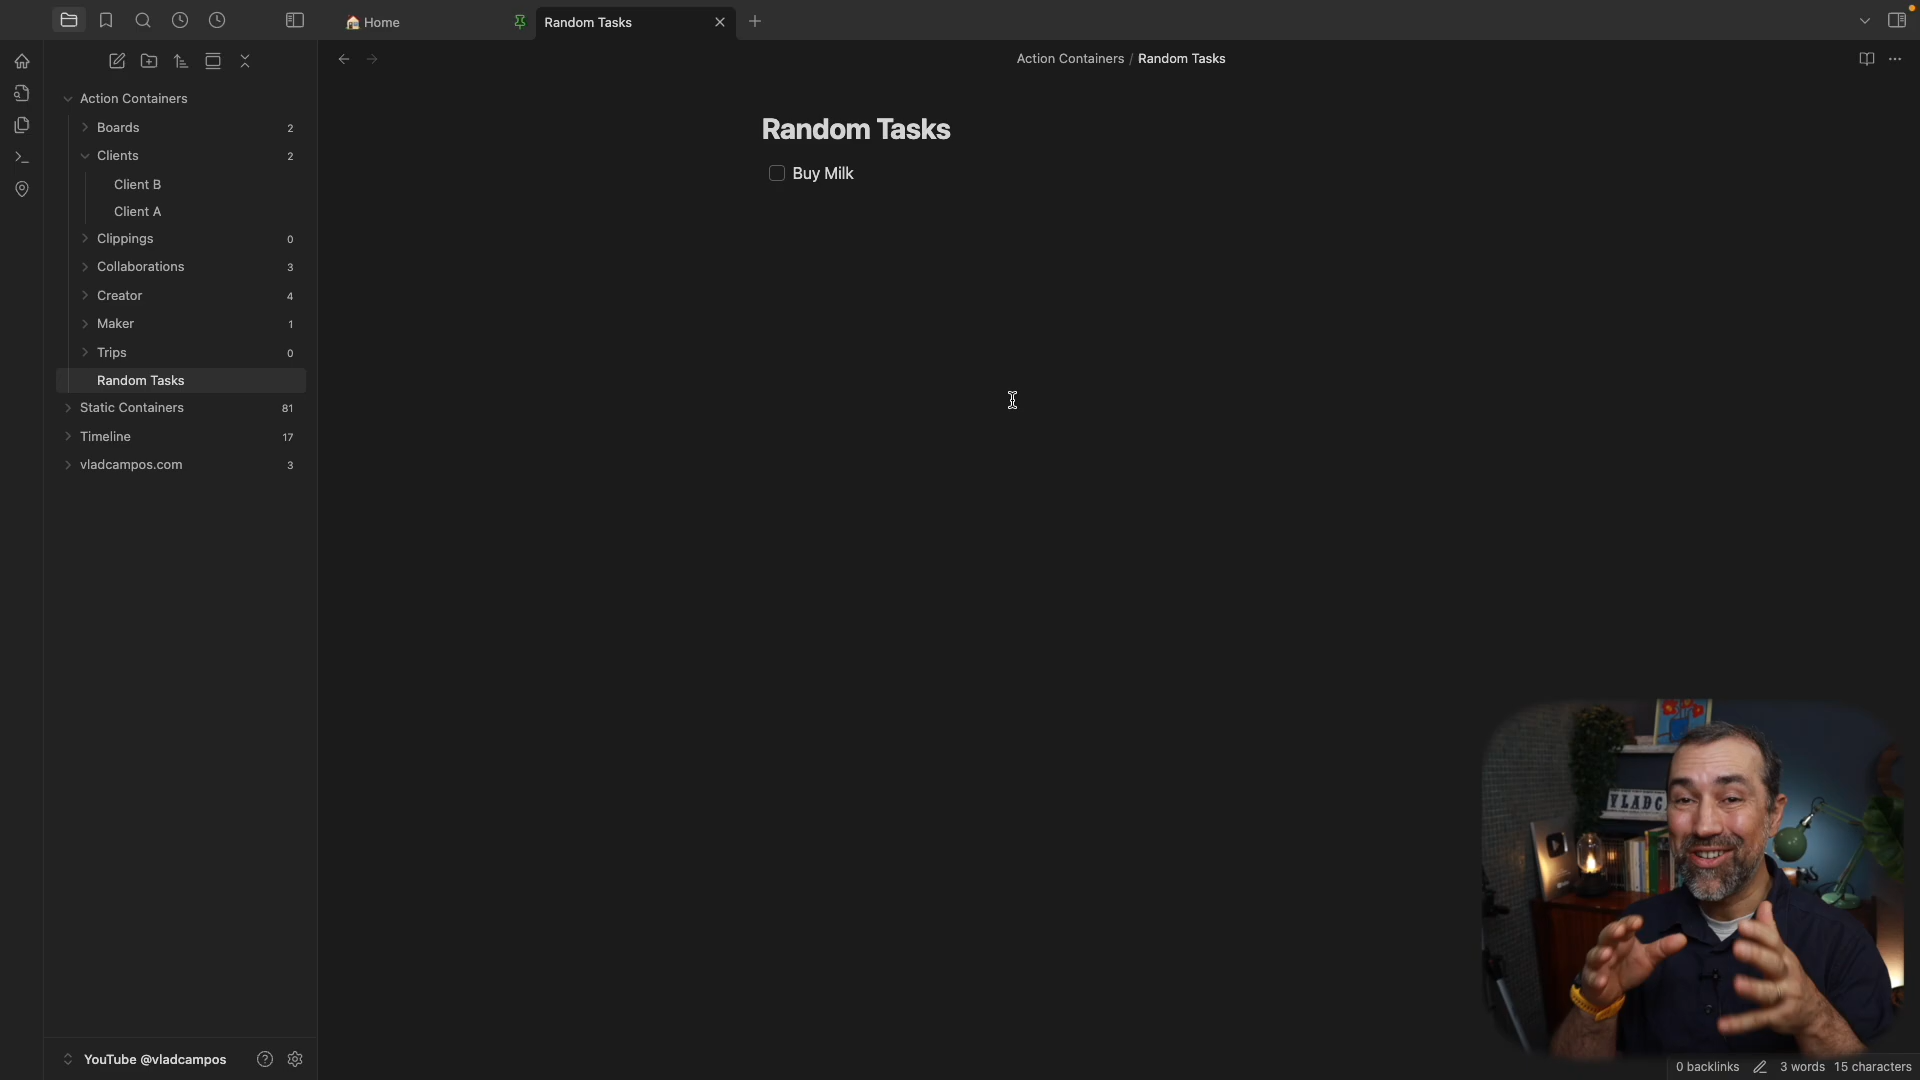 Home
Random Tasks
Action Containers / Random Tasks
Action Containers
Boards 2
Clients 2
Client B
Client A
Clippings 0
Collaborations 3
Creator 4
Maker 1
Trips 0
Random Tasks
Static Containers 81
Timeline 17
vladcampos.com 3
Random Tasks
Buy Milk
VLADC
YouTube @vladcampos
0 backlinks 3 words 15 characters